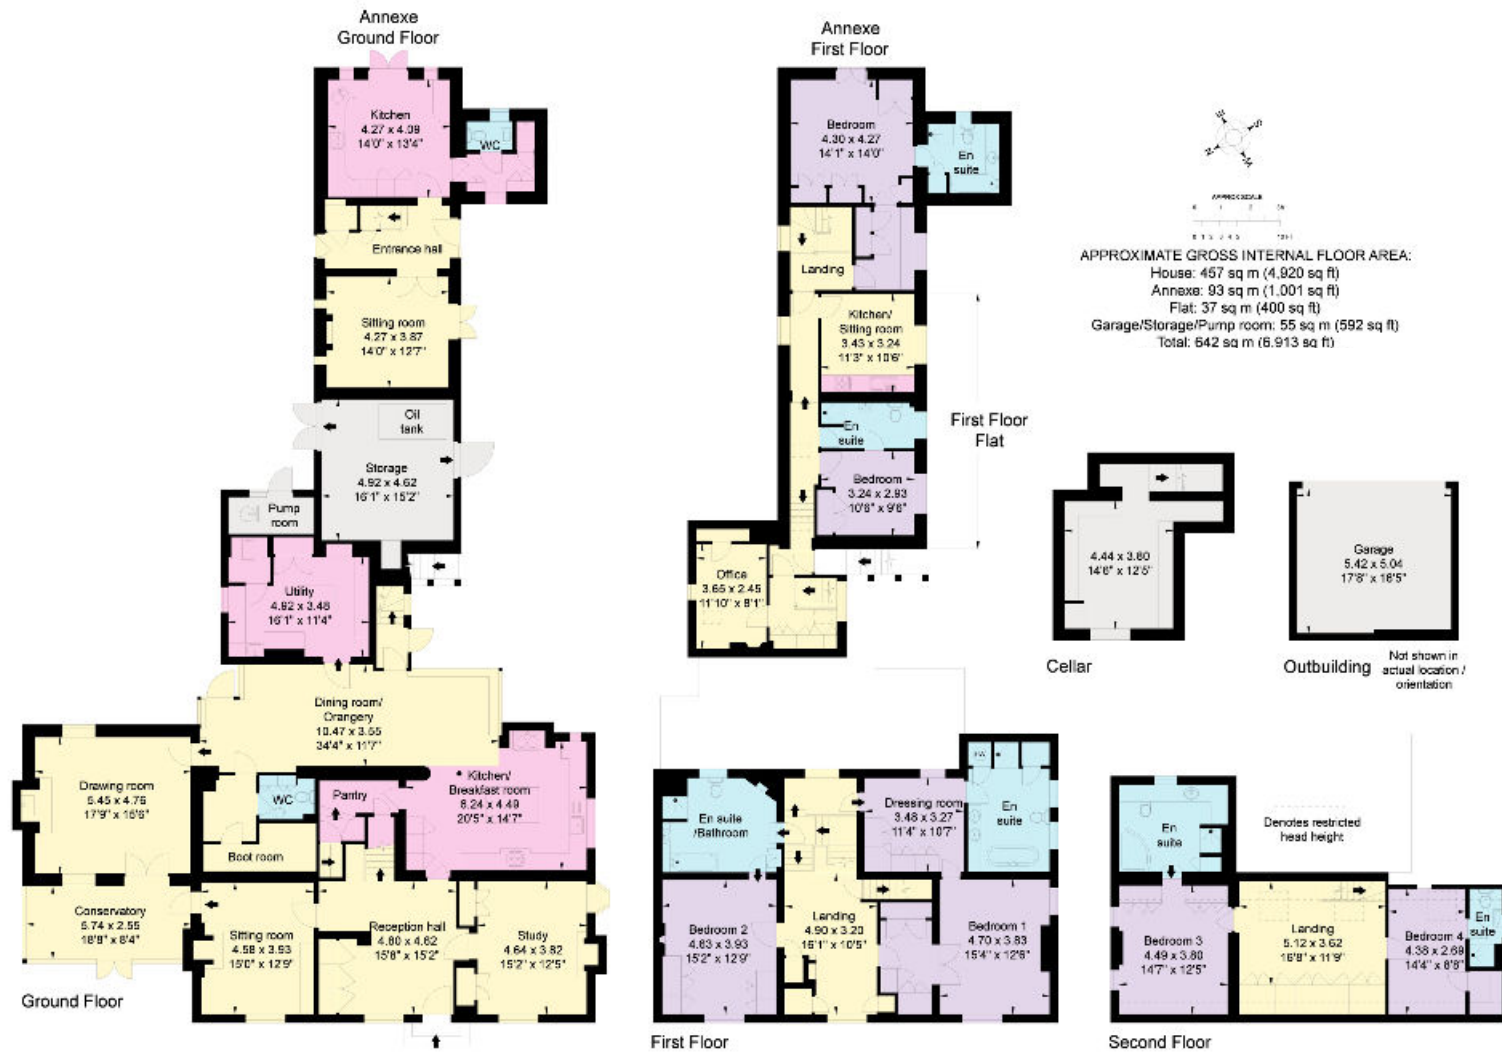 Annexe
Ground Floor
Kitchen
4.27 x 4.09
14'0" x 13'4"
WC
Entrance hall
Sitting room
4.27 x 3.87
14'0" x 12'7"
Oil
tank
Storage
4.92 x 4.62
16'1" x 15'2"
Pump
room
Utility
4.92 x 3.48
16'1" x 11'4"
Dining room/
Orangery
10.47 x 3.55
34'4" x 11'7"
Drawing room
5.45 x 4.76
17'9" x 15'6"
WC
Pantry
Kitchen/
Breakfast room
6.24 x 4.49
20'5" x 14'7"
Boot room
Conservatory
5.74 x 2.55
18'8" x 8'4"
Sitting room
4.58 x 3.93
15'0" x 12'9"
Reception hall
4.80 x 4.62
15'8" x 15'2"
Study
4.64 x 3.82
15'2" x 12'5"
Ground Floor
Annexe
First Floor
Bedroom
4.30 x 4.27
14'1" x 14'0"
En
suite
Landing
Kitchen/
Sitting room
3.43 x 3.24
11'3" x 10'6"
En
suite
First Floor
Flat
Bedroom
3.24 x 2.93
10'6" x 9'6"
Office
3.65 x 2.45
11'10" x 8'1"
E
S
N
W
APPROX SCALE
APPROXIMATE GROSS INTERNAL FLOOR AREA:
House: 457 sq m (4,920 sq ft)
Annexe: 93 sq m (1,001 sq ft)
Flat: 37 sq m (400 sq ft)
Garage/Storage/Pump room: 55 sq m (592 sq ft)
Total: 642 sq m (6,913 sq ft)
4.44 x 3.80
14'6" x 12'5"
Cellar
Garage
5.42 x 5.04
17'8" x 16'5"
Outbuilding
Not shown in
actual location /
orientation
En suite
/Bathroom
Dressing room
3.48 x 3.27
11'4" x 10'7"
En
suite
Bedroom 2
4.63 x 3.93
15'2" x 12'9"
Landing
4.90 x 3.20
16'1" x 10'5"
Bedroom 1
4.70 x 3.83
15'4" x 12'6"
First Floor
En
suite
Denotes restricted
head height
Bedroom 3
4.49 x 3.80
14'7" x 12'5"
Landing
5.12 x 3.62
16'8" x 11'9"
Bedroom 4
4.38 x 2.69
14'4" x 8'8"
En
suite
Second Floor